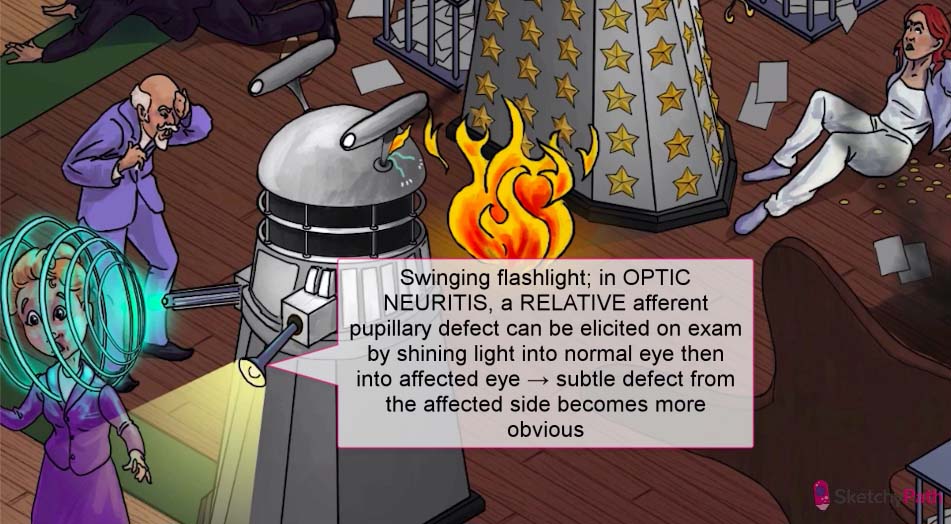 Swinging flashlight; in OPTIC
NEURITIS, a RELATIVE afferent
pupillary defect can be elicited on exam
by shining light into normal eye then
into affected eye → subtle defect from
the affected side becomes more
obvious
SketchyPath